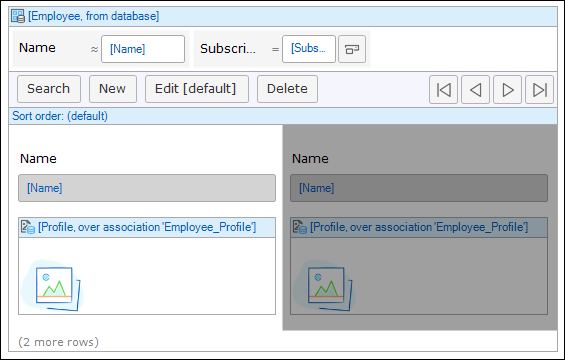 [Employee, from database]
Name ≈ [Name] Subscri... = [Subs...
Search New Edit [default] Delete
Sort order: (default)
Name Name
[Name] [Name]
[Profile, over association 'Employee_Profile'] [Profile, over association 'Employee_Profile']
(2 more rows)